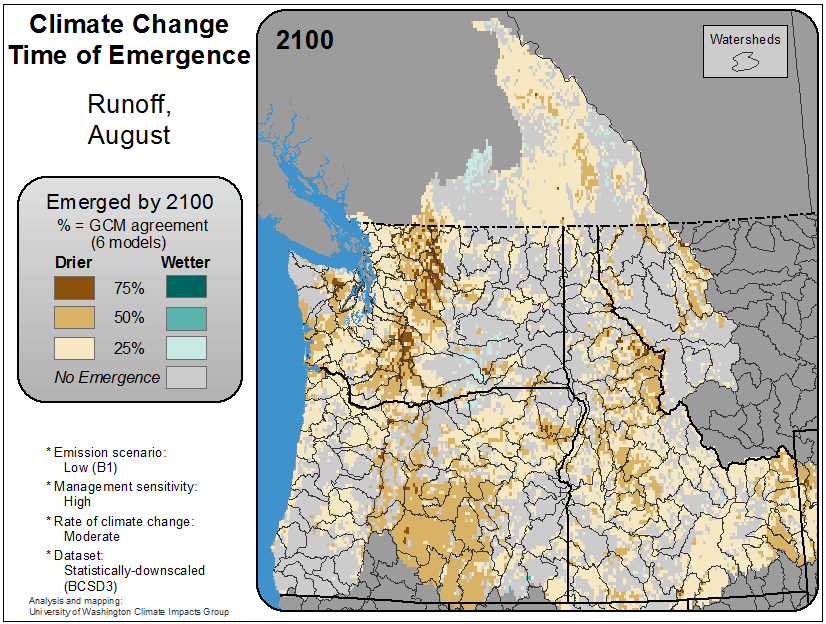 Climate Change
Time of Emergence
Runoff,
August
Emerged by 2100
% = GCM agreement
(6 models)
Drier Wetter
75%
50%
25%
No Emergence
* Emission scenario:
Low (B1)
* Management sensitivity:
High
* Rate of climate change:
Moderate
* Dataset:
Statistically-downscaled
(BCSD3)
Analysis and mapping:
University of Washington Climate Impacts Group
2100
Watersheds